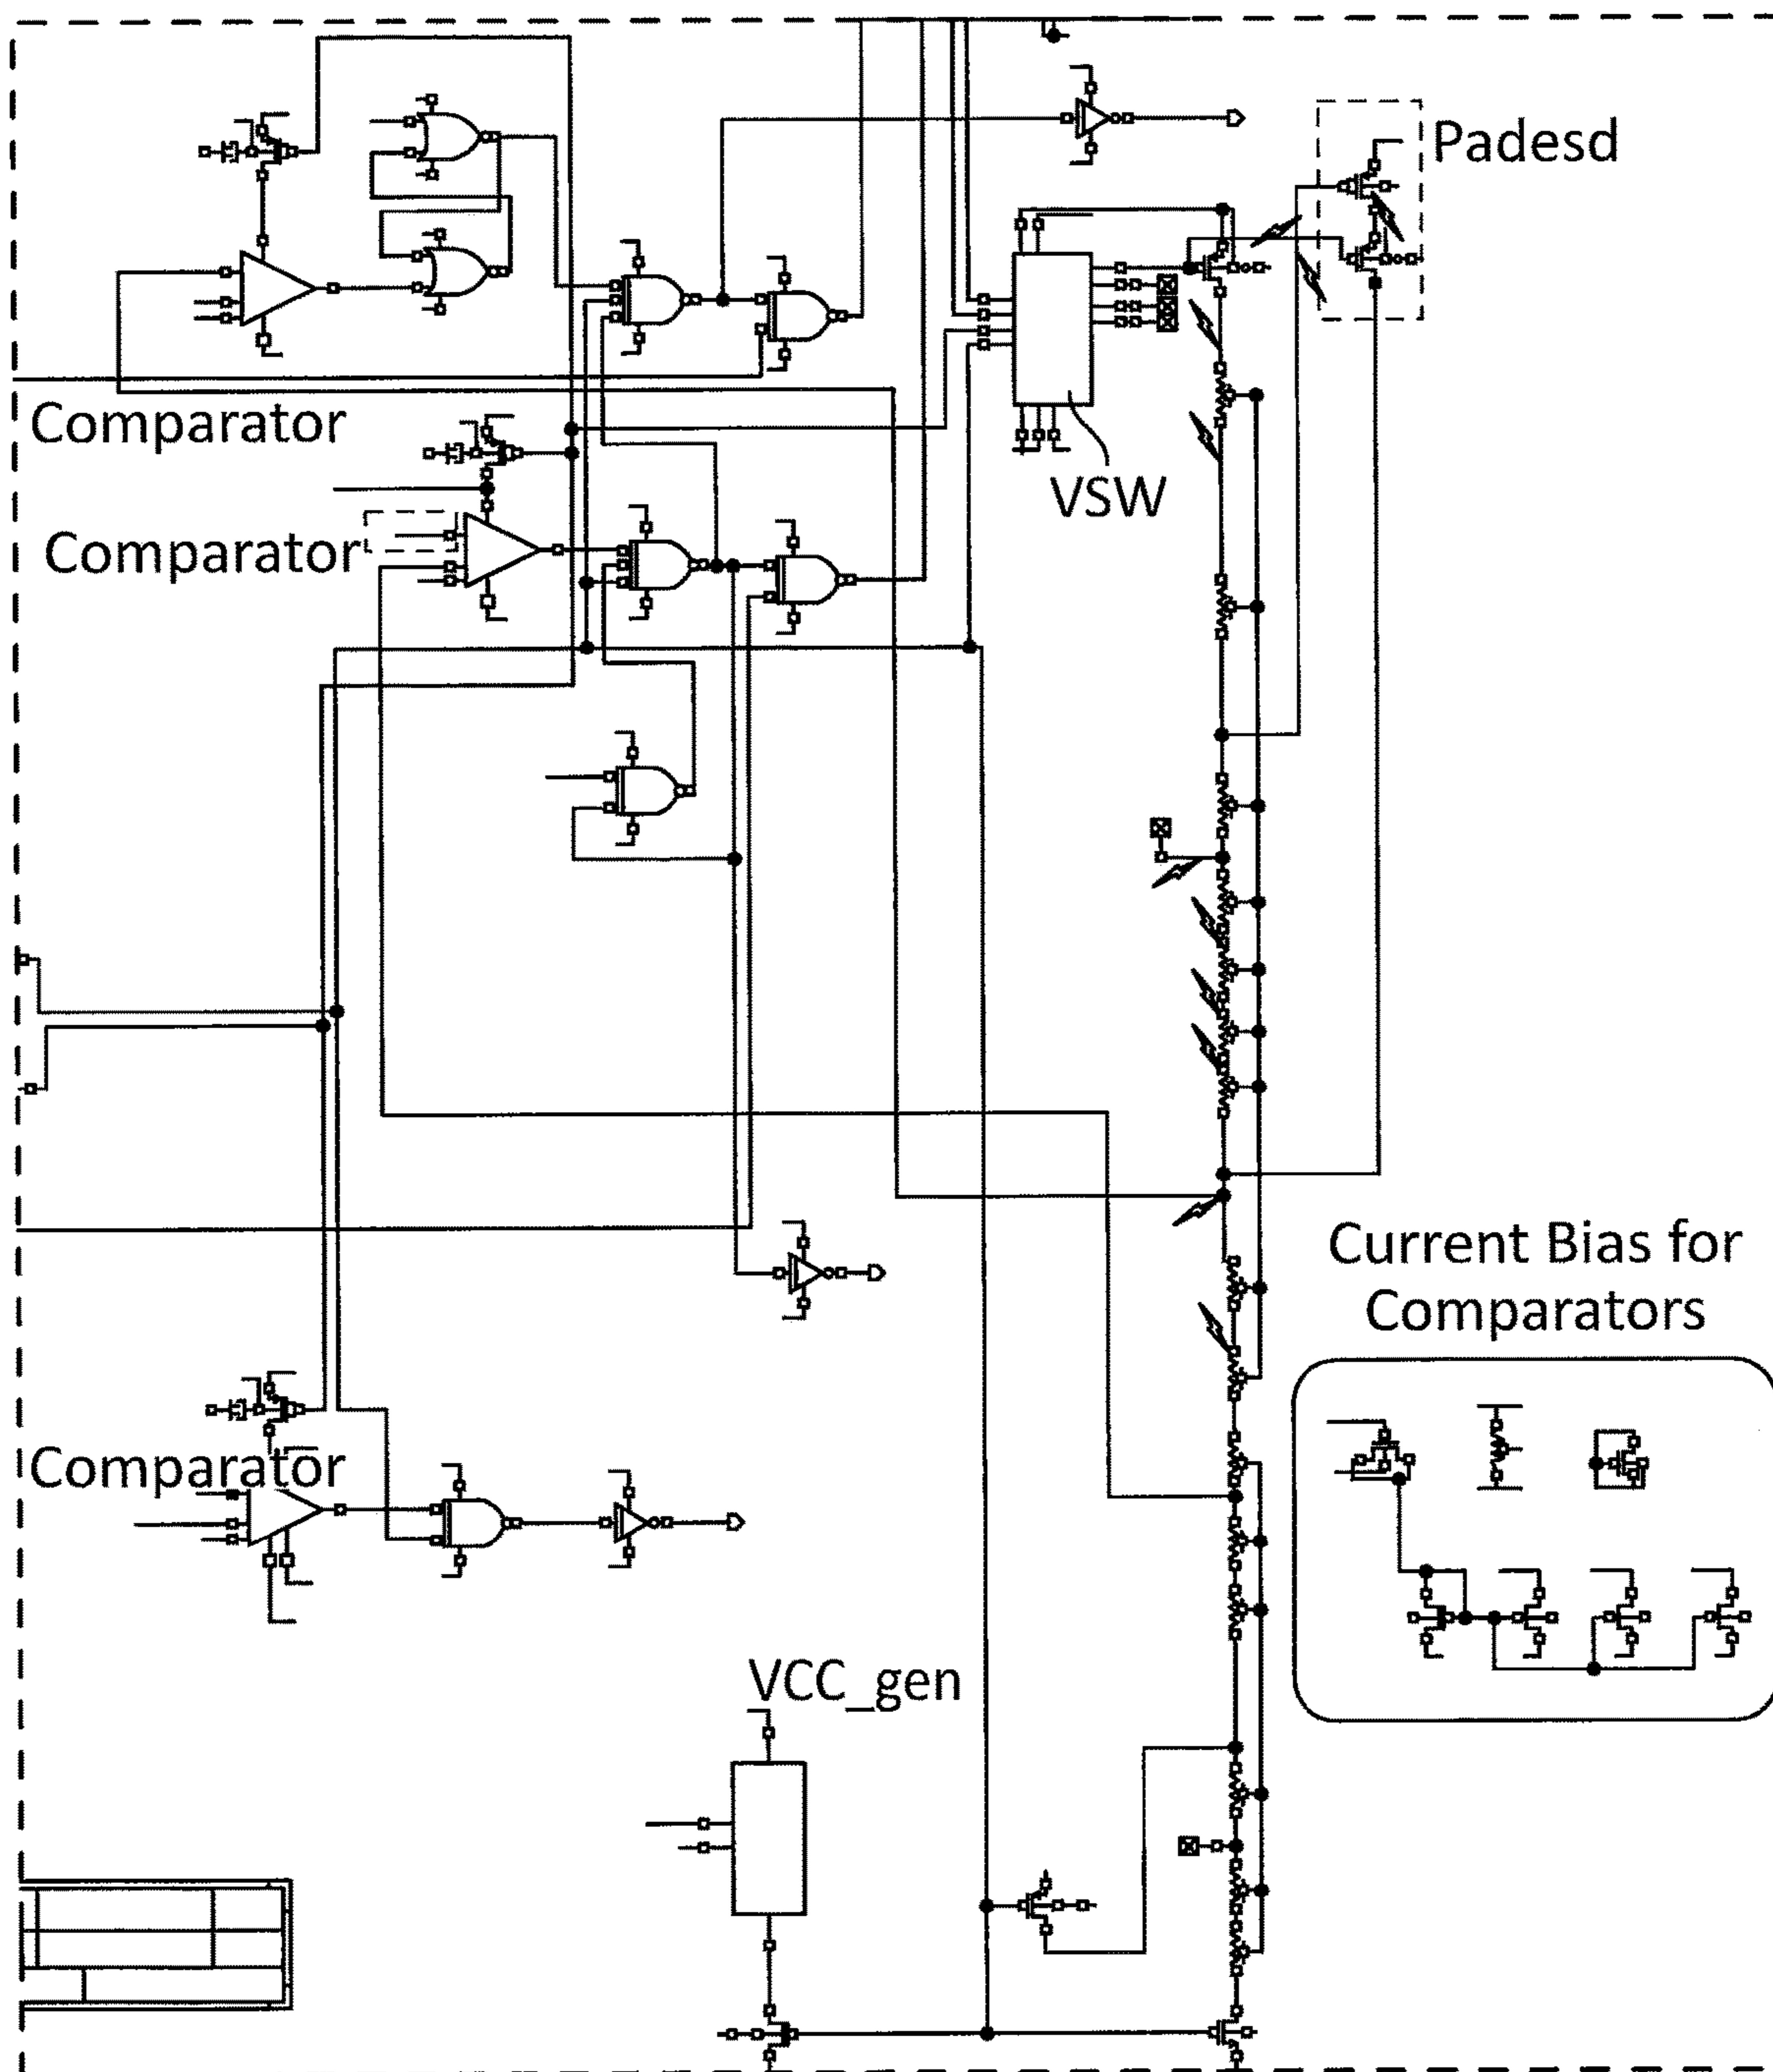 Padesd
Comparator
VSW
Comparator
Current Bias for
Comparators
Comparator
VCC_gen